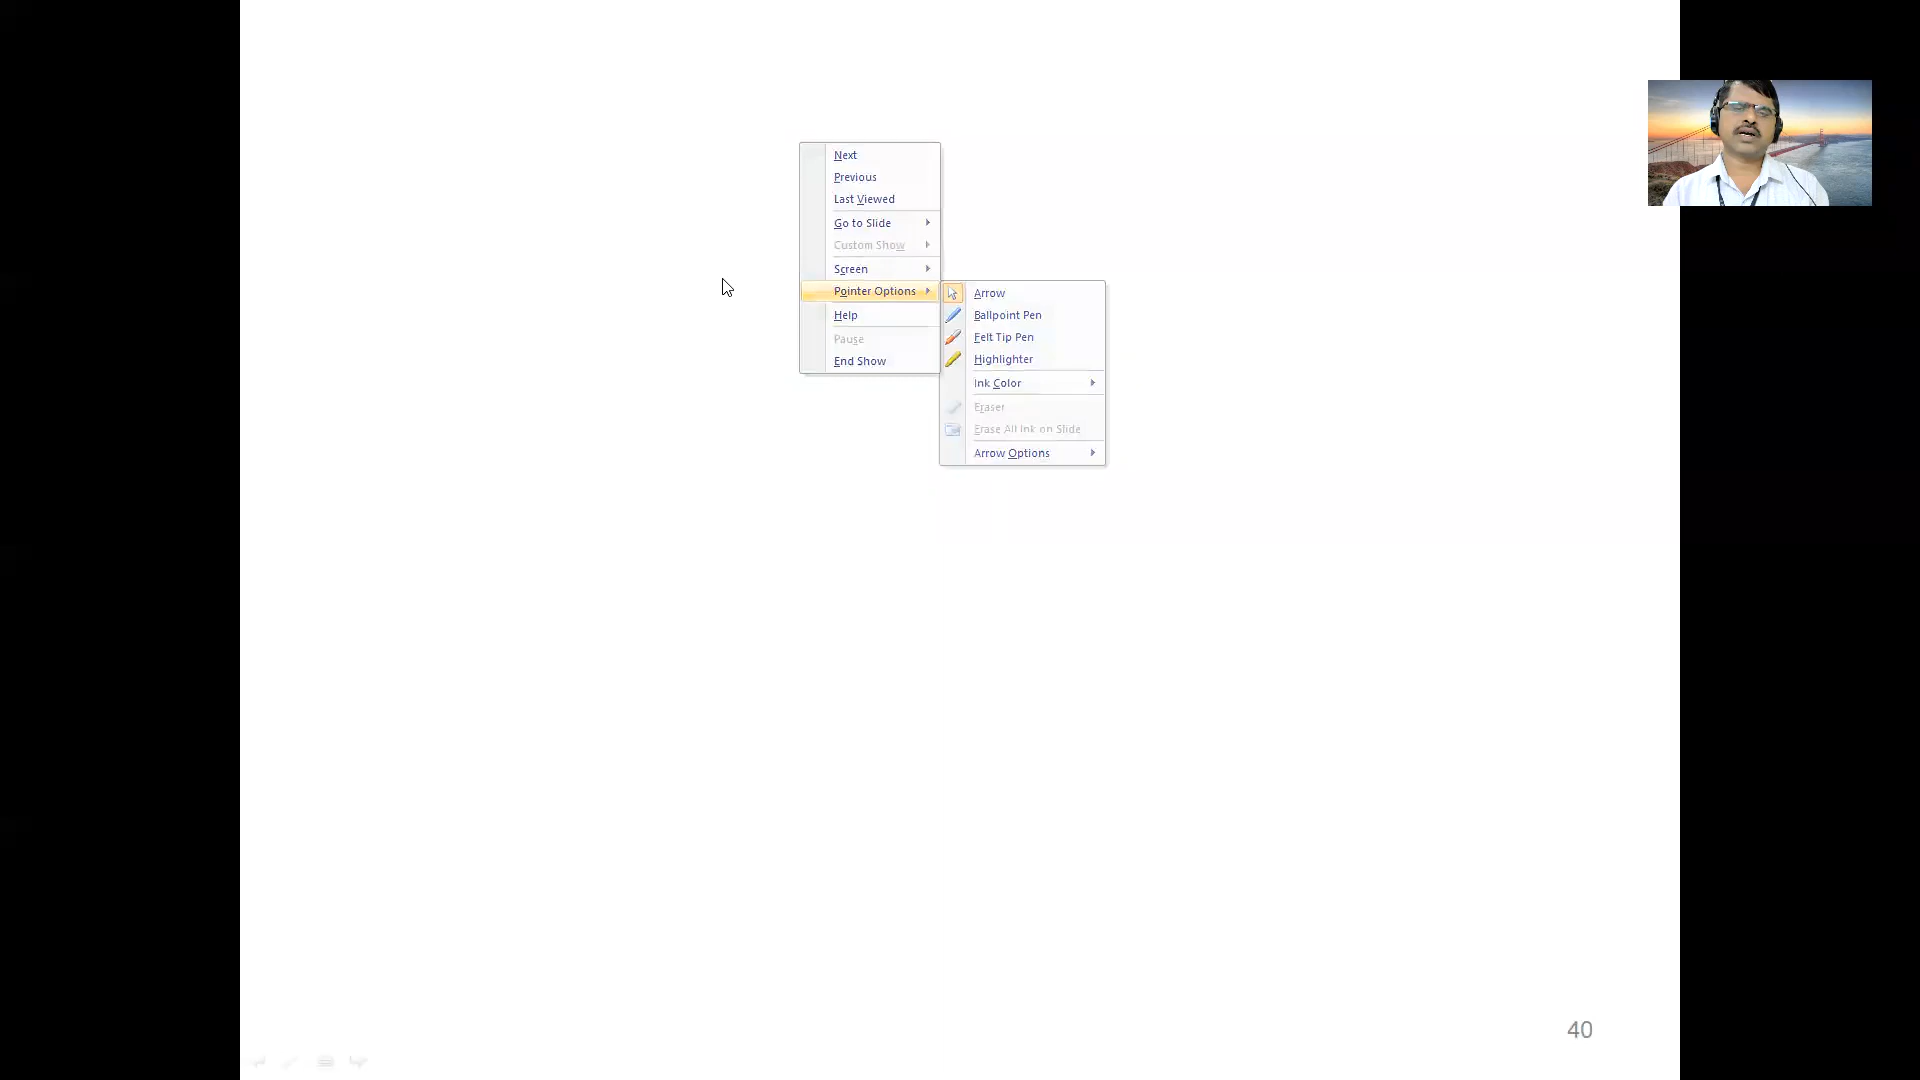 Next
Previous
Last Viewed
Go to Slide
Custom Show
Screen
Pointer Options
Help
Pause
End Show
Arrow
Ballpoint Pen
Felt Tip Pen
Highlighter
Ink Color
Eraser
Erase All Ink on Slide
Arrow Options
40